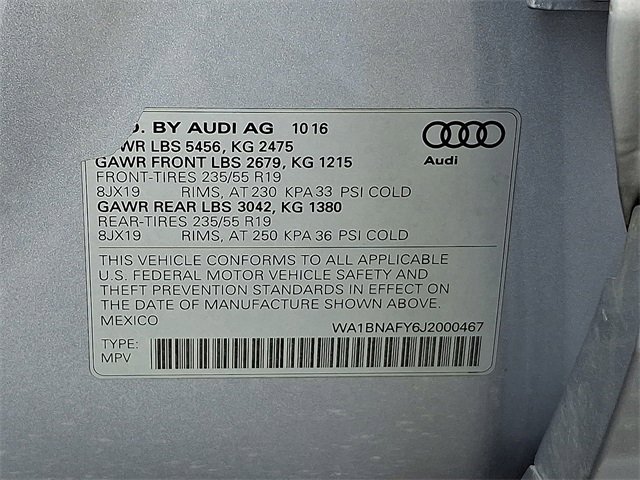 BY AUDI AG 10 16
LBS 5456, KG 2475
GAWR FRONT LBS 2679, KG 1215
FRONT-TIRES 235/55 R19
8JX19 RIMS, AT 230 KPA 33 PSI COLD
GAWR REAR LBS 3042, KG 1380
REAR-TIRES 235/55 R19
8JX19 RIMS, AT 250 KPA 36 PSI COLD
Audi
THIS VEHICLE CONFORMS TO ALL APPLICABLE
U.S. FEDERAL MOTOR VEHICLE SAFETY AND
THEFT PREVENTION STANDARDS IN EFFECT ON
THE DATE OF MANUFACTURE SHOWN ABOVE.
MEXICO
WA1BNAFY6J2000467
TYPE:
MPV